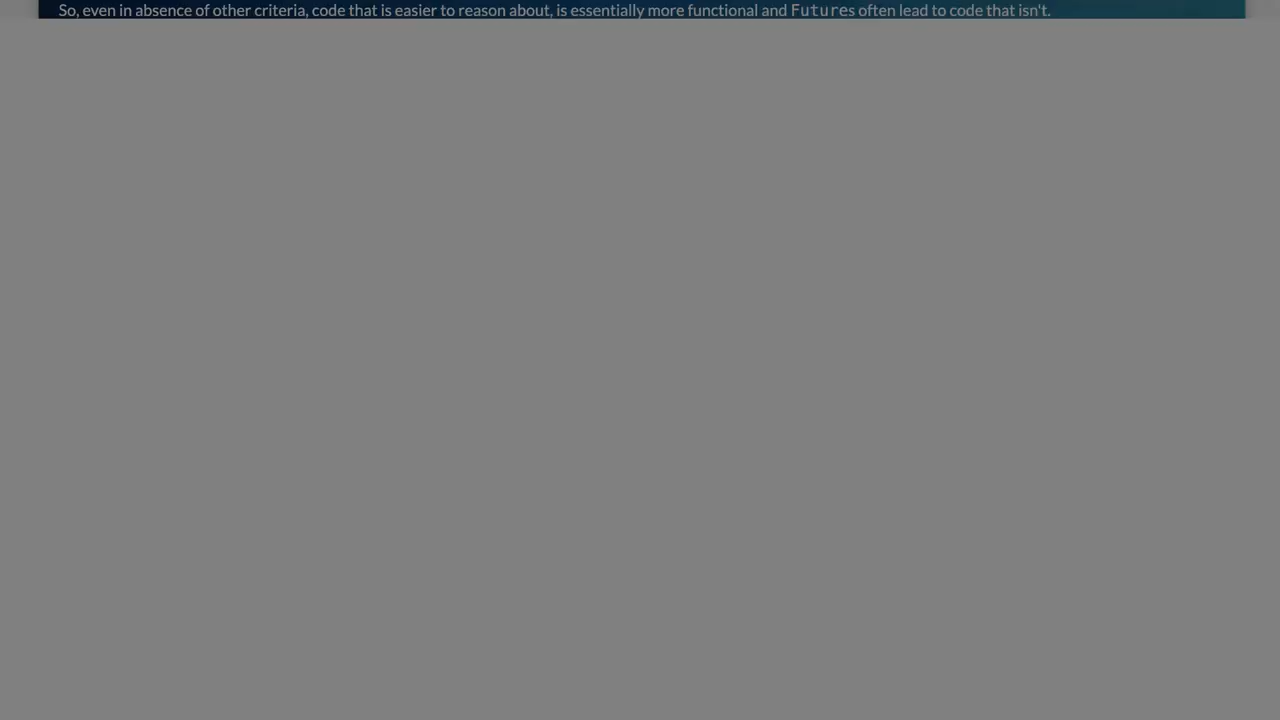 So, even in absence of other criteria, code that is easier to reason about, is essentially more functional and Futures often lead to code that isn't.